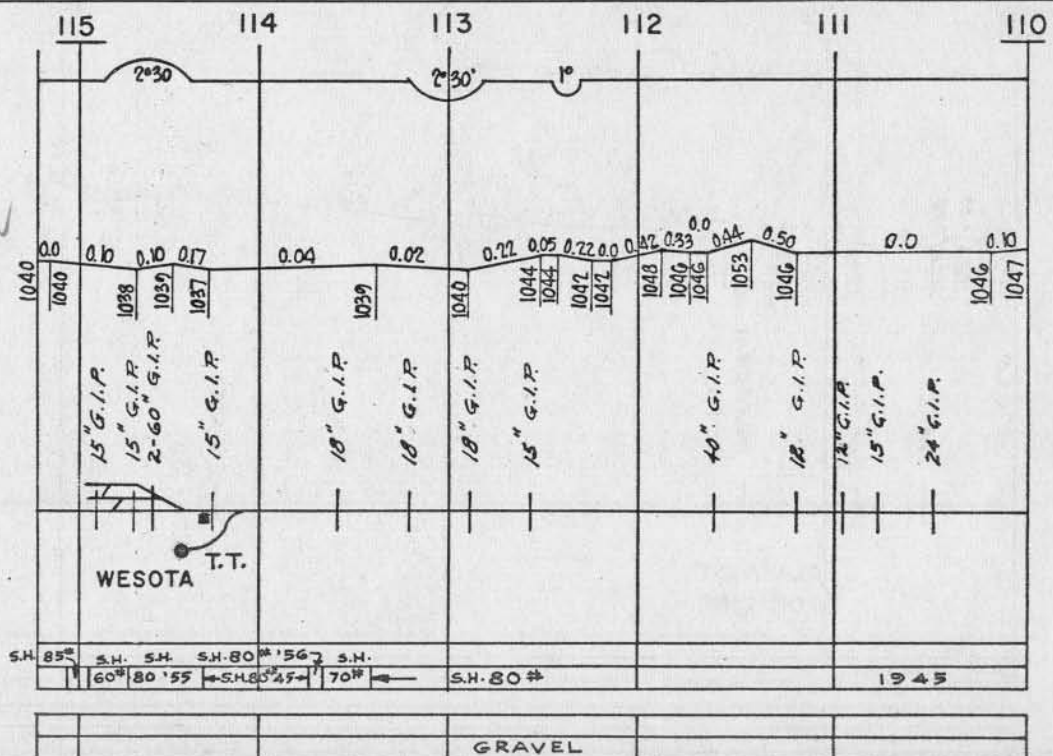 115 114 113 112 111 110
2°30 2°30' 1°
0.0 0.10 0.10 0.17 0.04 0.02 0.22 0.05 0.22 0.0 0.42 0.33 0.0 0.44 0.50 0.0 0.10
1040 1040 1038 1039 1037 1039 1040 1044 1044 1042 1042 1048 1046 1046 1053 1046 1046 1047
15" G.I.P. 15" G.I.P. 2-60" G.I.P. 15" G.I.P. 18" G.I.P. 18" G.I.P. 18" G.I.P. 15" 40" G.I.P. 12" G.I.P. 12" G.I.P. 15" G.I.P. 24" G.I.P.
T.T.
WESOTA
S.H. 85# S.H. S.H. S.H.80# '56 S.H.
60# 80 '55 S.H.80 '45 70# S.H.80# 1945
GRAVEL